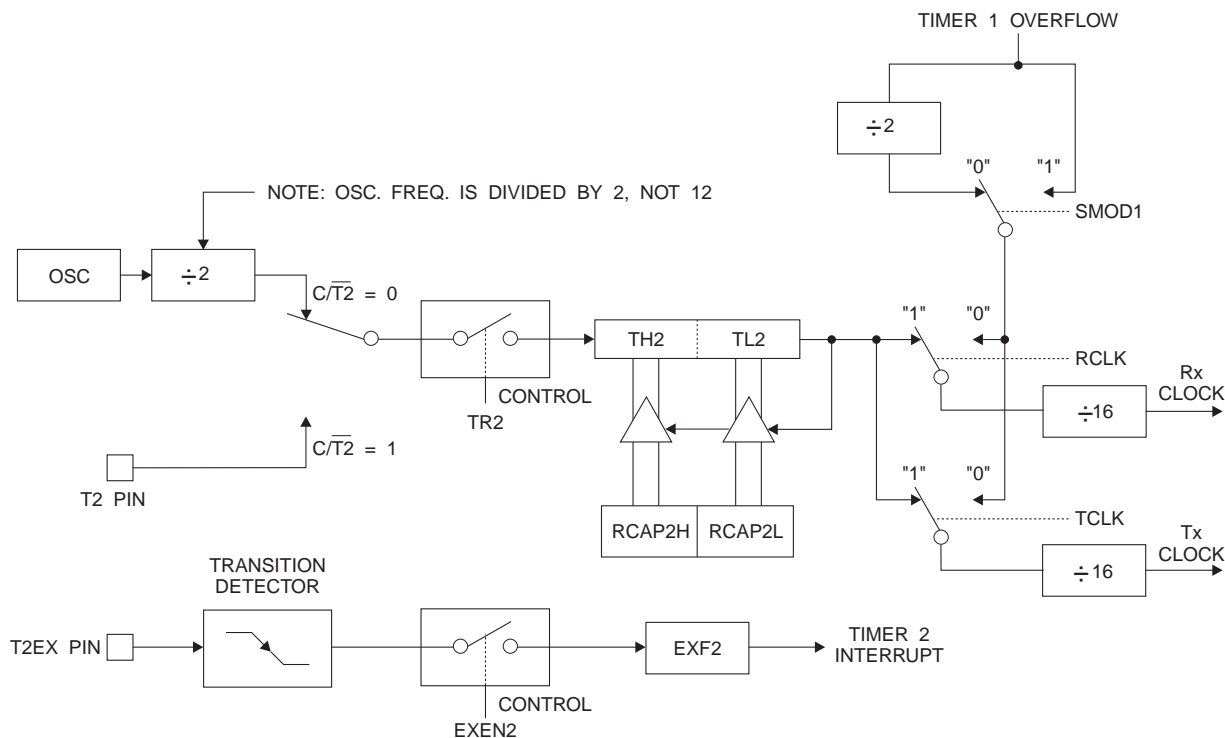 TIMER 1 OVERFLOW
÷2
"0" "1"
NOTE: OSC. FREQ. IS DIVIDED BY 2, NOT 12
SMOD1
OSC
÷2
C/T2̅ = 0
"1" "0"
TH2 TL2
RCLK
Rx
CLOCK
CONTROL
TR2
÷16
C/T2̅ = 1
"1" "0"
T2 PIN
RCAP2H RCAP2L
TCLK
Tx
CLOCK
TRANSITION
DETECTOR
÷16
T2EX PIN
EXF2
TIMER 2
INTERRUPT
CONTROL
EXEN2